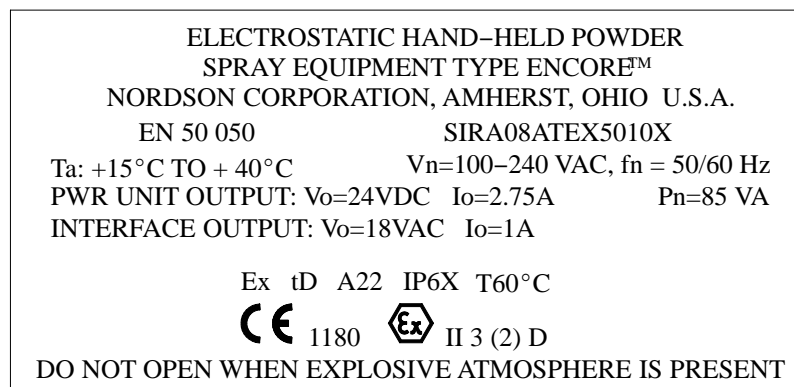 ELECTROSTATIC HAND–HELD POWDER
SPRAY EQUIPMENT TYPE ENCORE™
NORDSON CORPORATION, AMHERST, OHIO U.S.A.
EN 50 050 SIRA08ATEX5010X
Ta: +15°C TO + 40°C Vn=100–240 VAC, fn = 50/60 Hz
PWR UNIT OUTPUT: Vo=24VDC Io=2.75A Pn=85 VA
INTERFACE OUTPUT: Vo=18VAC Io=1A
Ex tD A22 IP6X T60°C
CE 1180 Ex II 3 (2) D
DO NOT OPEN WHEN EXPLOSIVE ATMOSPHERE IS PRESENT